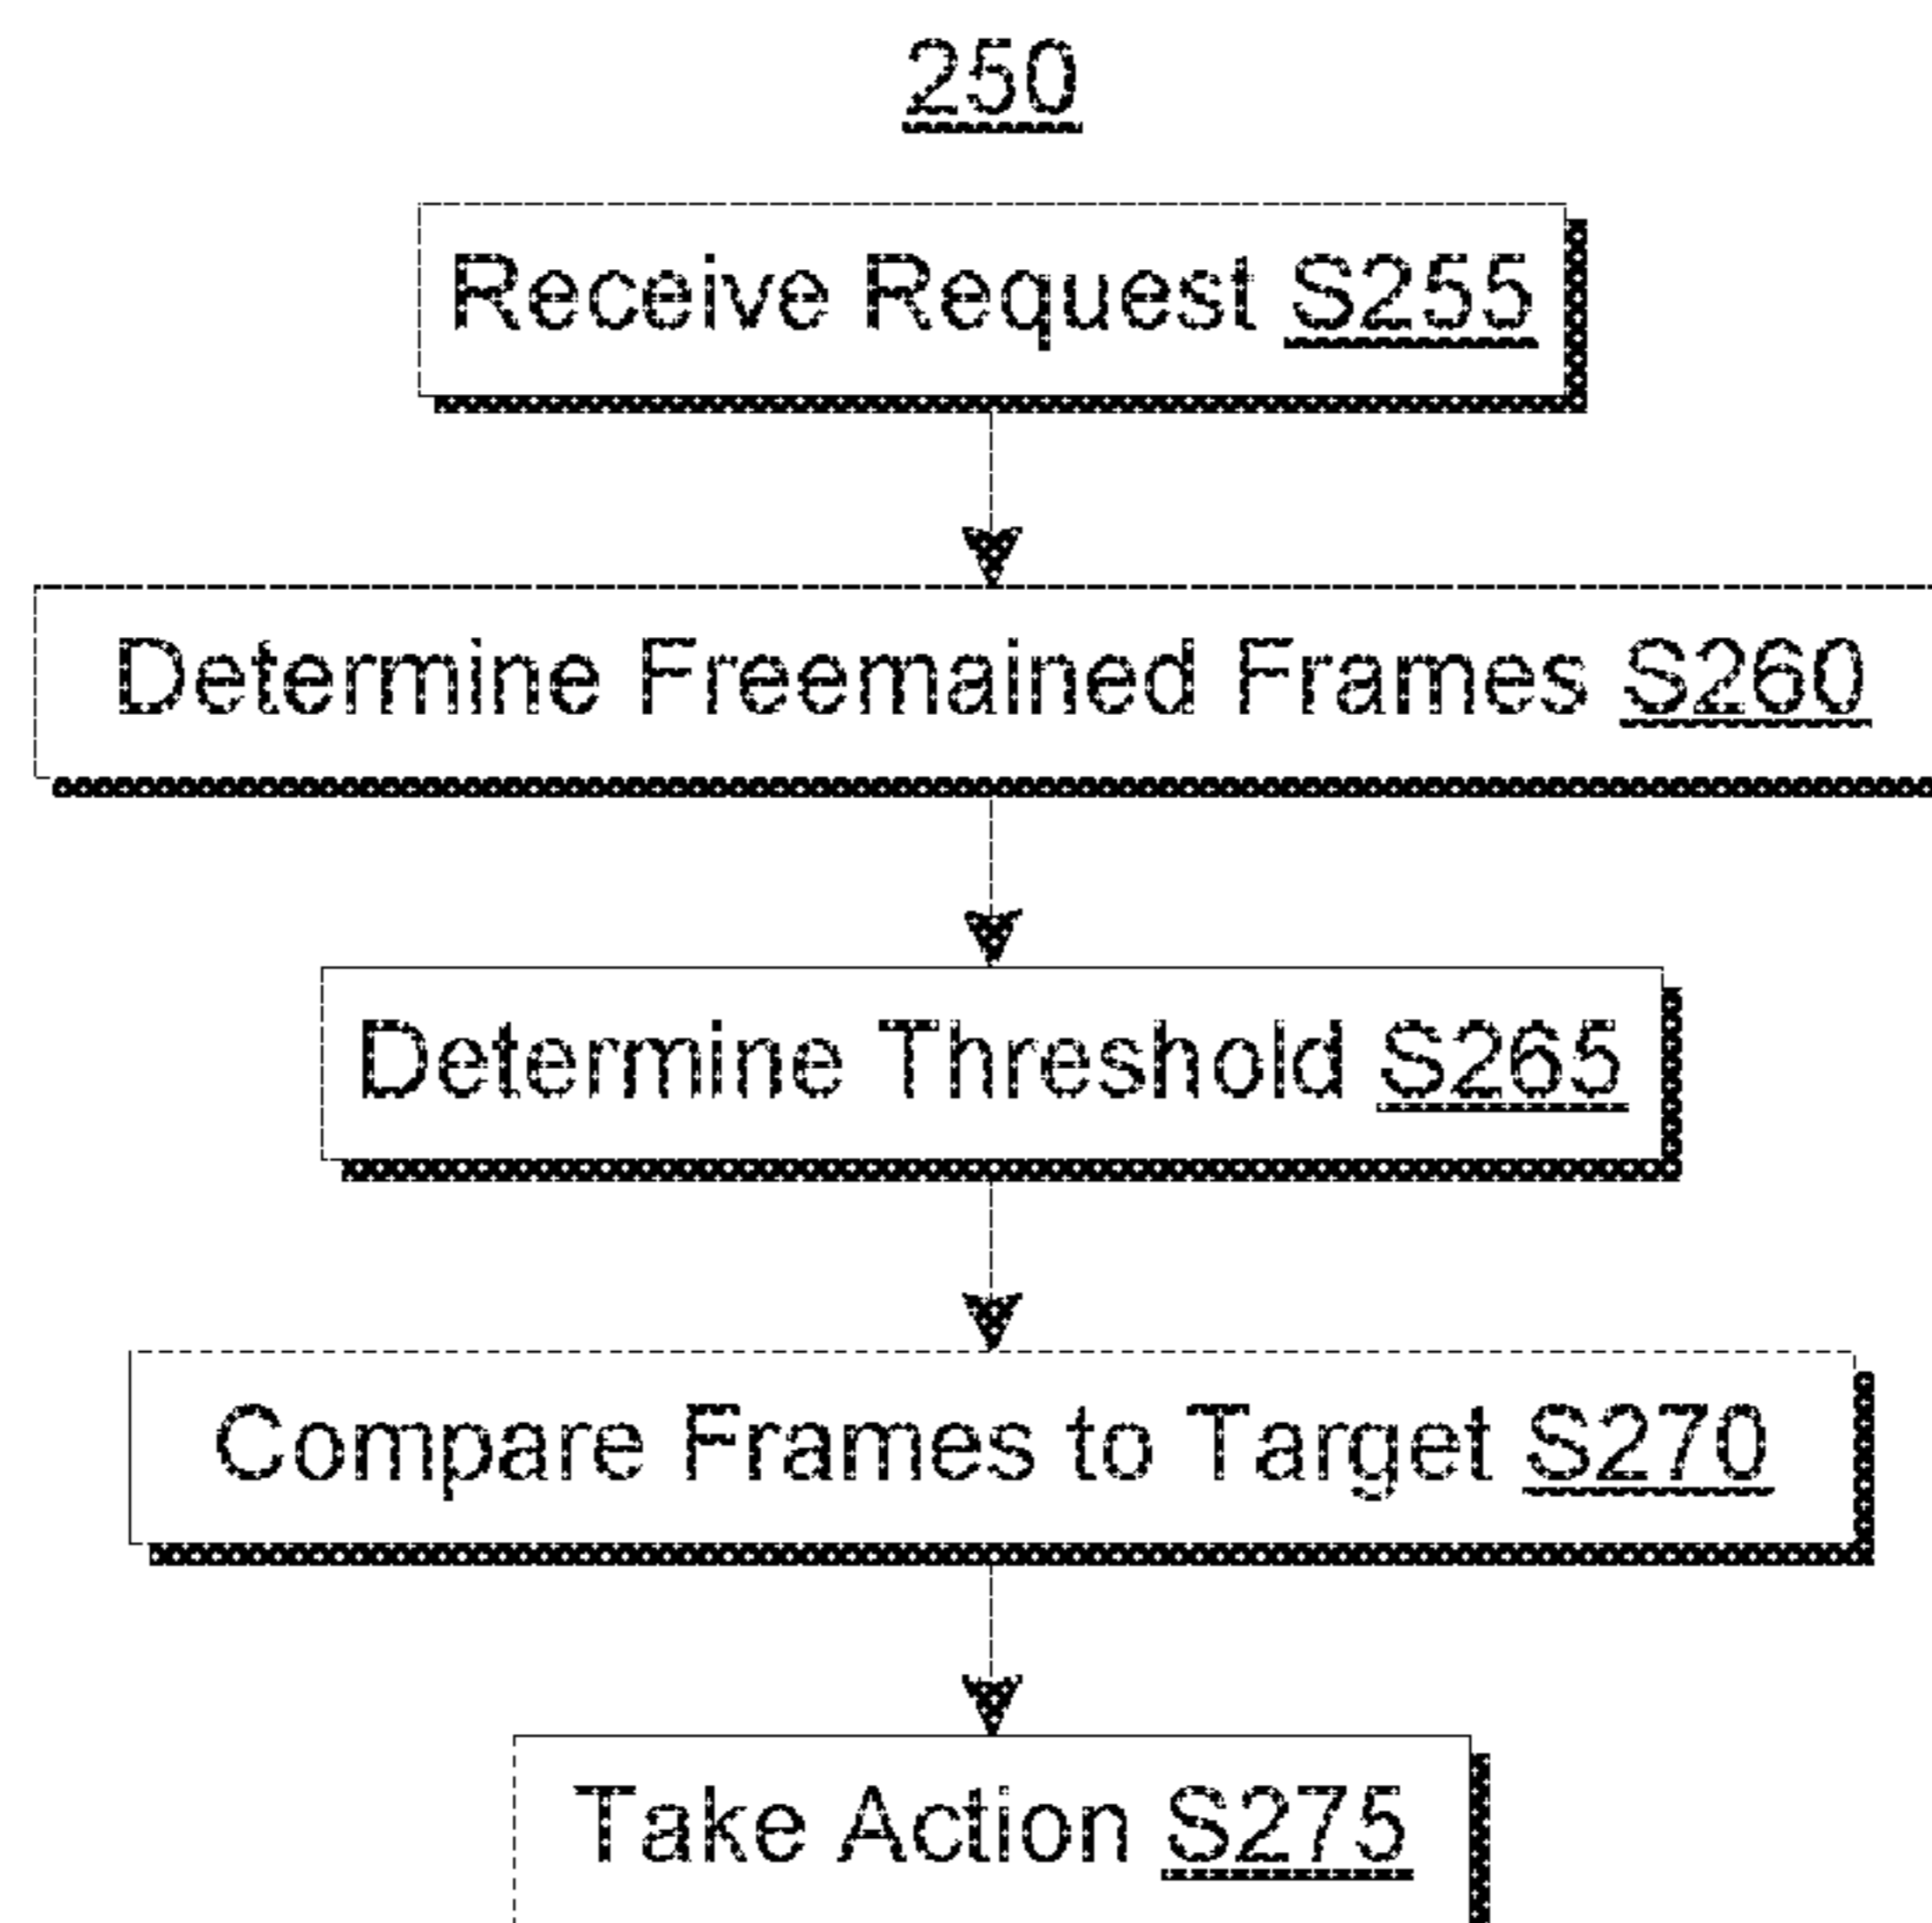 250
Receive Request S255
Determine Freemained Frames S260
Determine Threshold S265
Compare Frames to Target S270
Take Action S275